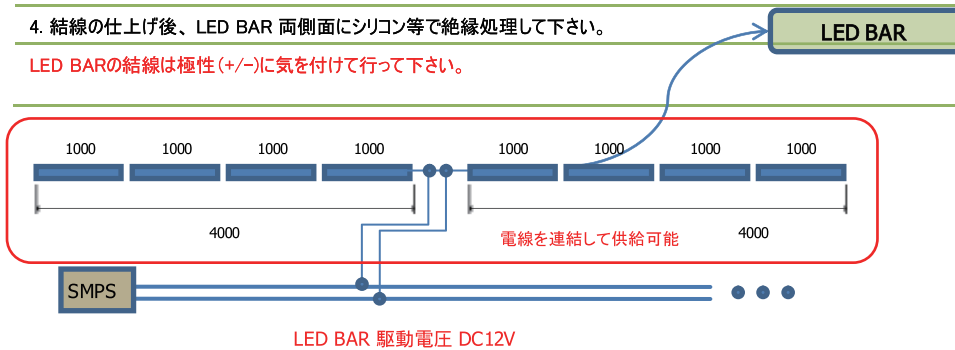 4. 結線の仕上げ後、LED BAR 両側面にシリコン等で絶縁処理して下さい。
LED BAR
LED BARの結線は極性(+/-)に気を付けて行って下さい。
1000 1000 1000 1000 1000 1000 1000 1000
4000 電線を連結して供給可能 4000
SMPS
LED BAR 駆動電圧 DC12V